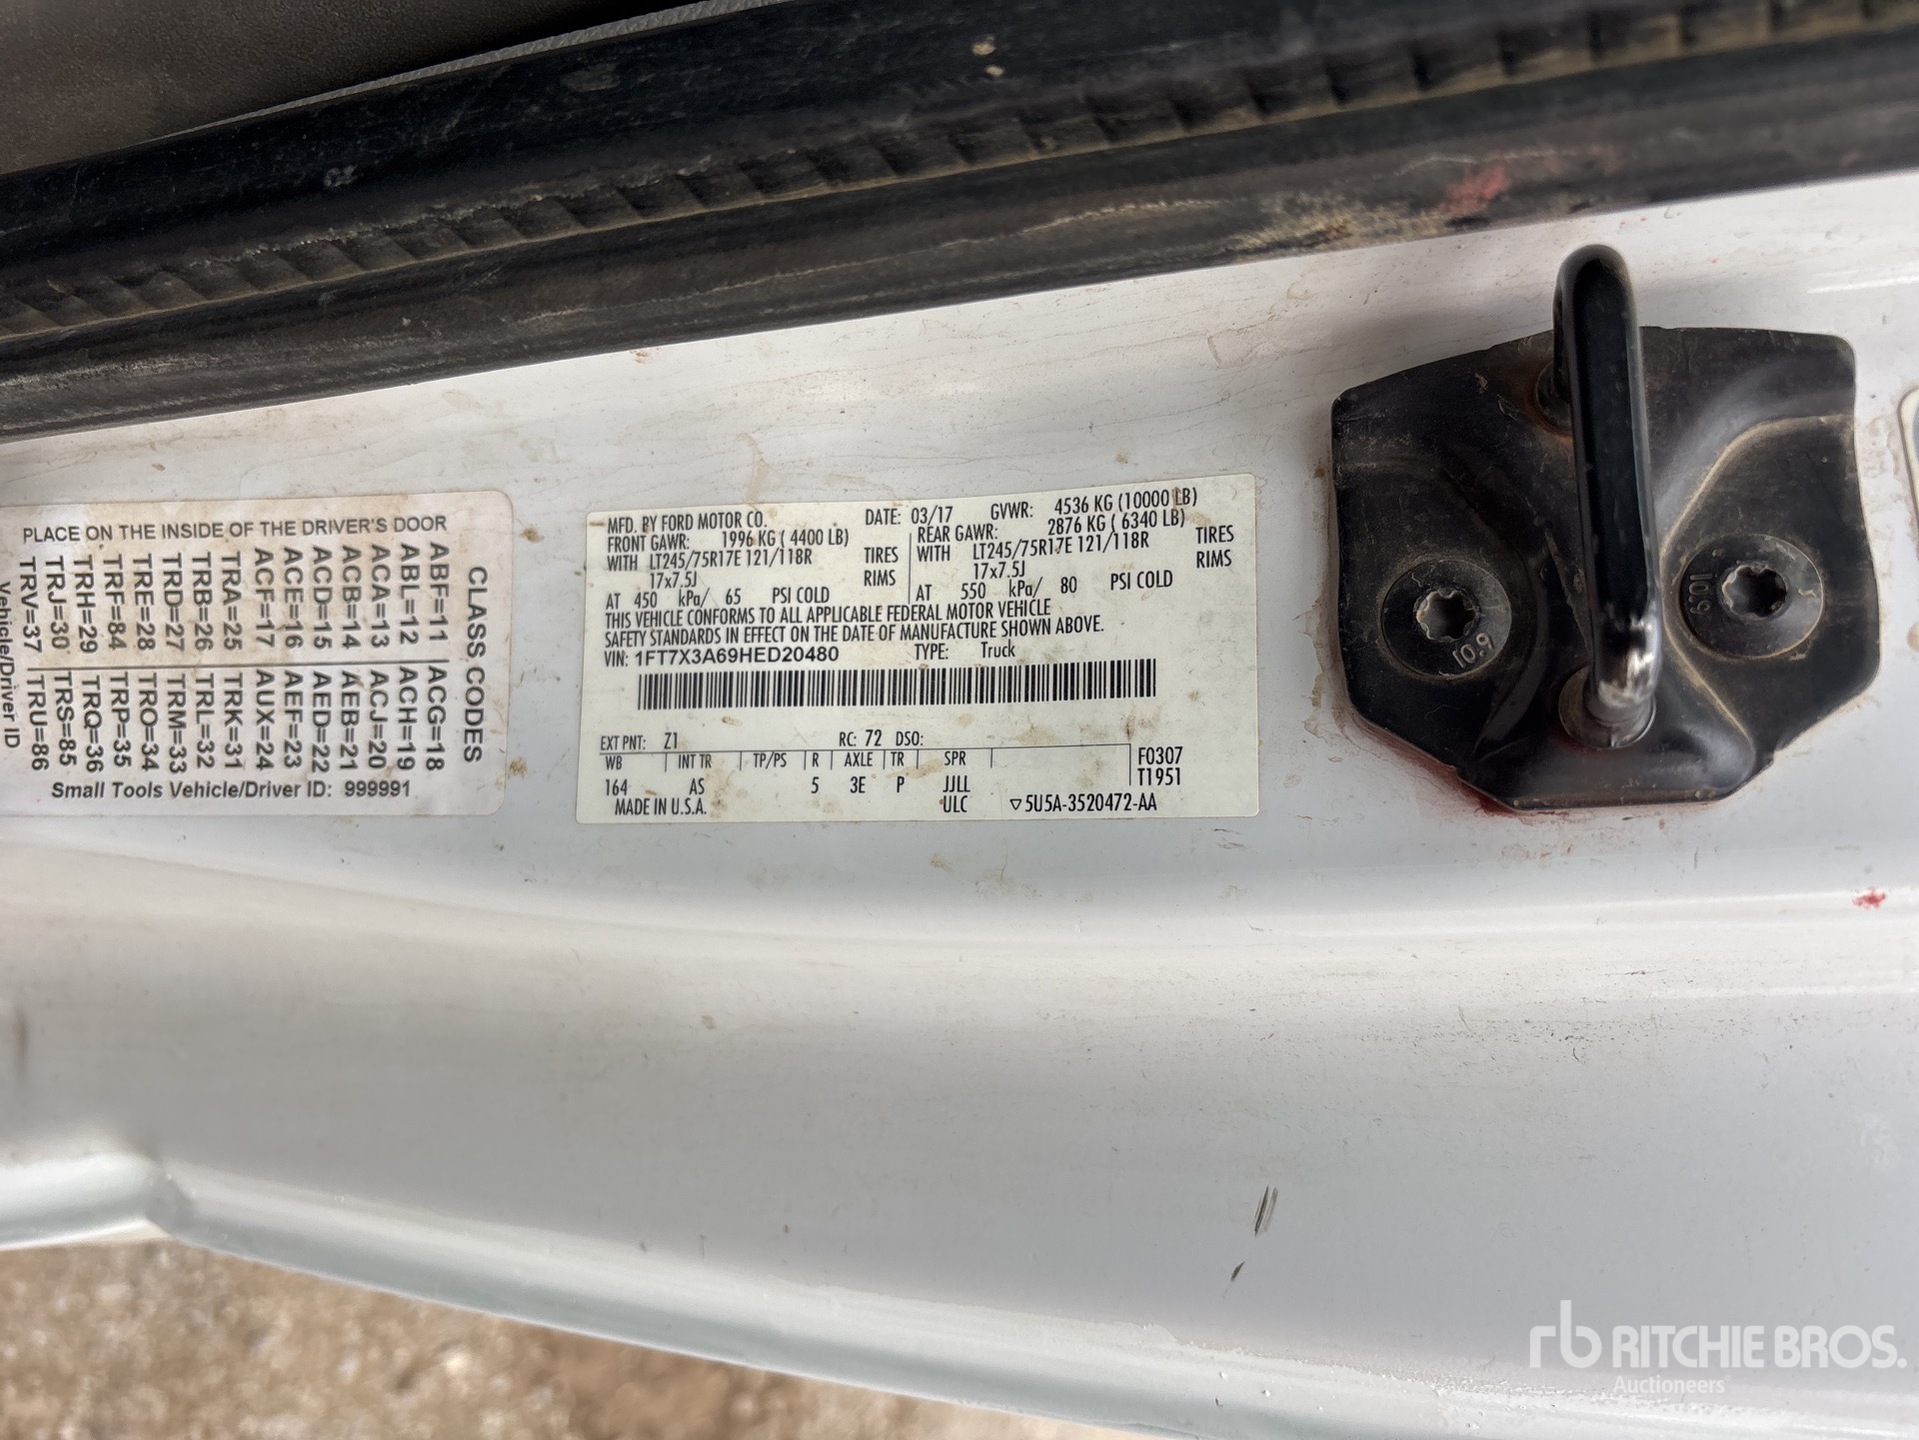 PLACE ON THE INSIDE OF THE DRIVER'S DOOR
CLASS CODES
ABF=11 ACG=18
ABL=12 ACH=19
ACA=13 ACJ=20
ACB=14 AEB=21
ACD=15 AED=22
ACE=16 AEF=23
ACF=17 AUX=24
TRA=25 TRK=31
TRB=26 TRL=32
TRD=27 TRM=33
TRE=28 TRO=34
TRF=84 TRP=35
TRH=29 TRQ=36
TRJ=30 TRS=85
TRV=37 TRU=86
Vehicle/Driver ID
Small Tools Vehicle/Driver ID: 999991
MFD. BY FORD MOTOR CO. DATE: 03/17 GVWR: 4536 KG (10000 LB)
FRONT GAWR: 1996 KG ( 4400 LB) REAR GAWR: 2876 KG ( 6340 LB)
WITH LT245/75R17E 121/118R TIRES WITH LT245/75R17E 121/118R TIRES
17x7.5J RIMS 17x7.5J RIMS
AT 450 kPa/ 65 PSI COLD AT 550 kPa/ 80 PSI COLD
THIS VEHICLE CONFORMS TO ALL APPLICABLE FEDERAL MOTOR VEHICLE
SAFETY STANDARDS IN EFFECT ON THE DATE OF MANUFACTURE SHOWN ABOVE.
VIN: 1FT7X3A69HED20480 TYPE: Truck
EXT PNT: Z1 RC: 72 DSO:
WB INT TR TP/PS R AXLE TR SPR F0307
164 AS 5 3E P JJLL T1951
MADE IN U.S.A. ULC ▽5U5A-3520472-AA
10.9
10.9
rb RITCHIE BROS.
Auctioneers